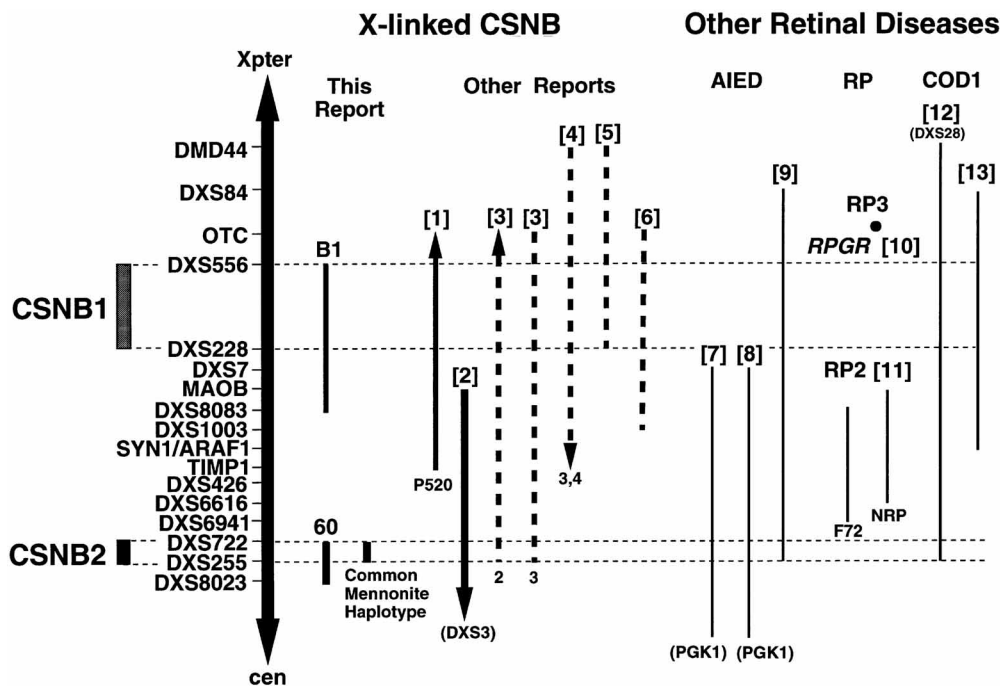 X-linked CSNB
Other Retinal Diseases
Xpter
This
Report
Other Reports
AIED
RP
COD1
[12]
(DXS28)
[4]
[5]
DMD44
[9]
[13]
DXS84
RP3
[1]
[3]
[3]
[6]
OTC
B1
RPGR [10]
DXS556
CSNB1
DXS228
[7]
[8]
DXS7
[2]
RP2 [11]
MAOB
DXS8083
DXS1003
SYN1/ARAF1
TIMP1
P520
3,4
DXS426
DXS6616
NRP
DXS6941
60
F72
DXS722
CSNB2
DXS255
2
3
DXS8023
Common
Mennonite
Haplotype
(DXS3)
(PGK1)
(PGK1)
cen